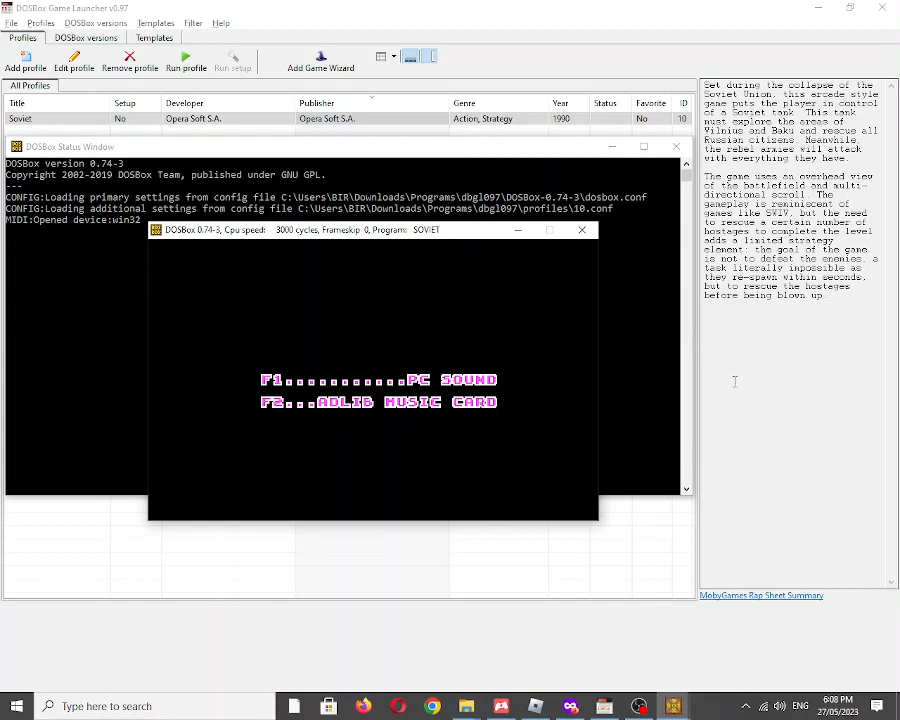 DOSBox Game Launcher v0.97
File Profiles DOSBox versions Templates Filter Help
Profiles DOSBox versions Templates
Add profile Edit profile Remove profile Run profile Run setup Add Game Wizard
All Profiles
Title Setup Developer Publisher Genre Year Status Favorite ID
Soviet No Opera Soft S.A. Opera Soft S.A. Action, Strategy 1990 No 10
DOSBox Status Window
DOSBox version 0.74-3
Copyright 2002-2019 DOSBox Team, published under GNU GPL.
---
CONFIG:Loading primary settings from config file C:\Users\BIR\Downloads\Programs\dbgl097\DOSBox-0.74-3\dosbox.conf
CONFIG:Loading additional settings from config file C:\Users\BIR\Downloads\Programs\dbgl097\profiles\10.conf
MIDI:Opened device:win32
DOSBox 0.74-3, Cpu speed: 3000 cycles, Frameskip 0, Program: SOVIET
F1...........PC SOUND
F2...ADLIB MUSIC CARD
Set during the collapse of the
Soviet Union, this arcade style
game puts the player in control
of a Soviet tank. This tank
must explore the areas of
Vilnius and Baku and rescue all
Russian citizens. Meanwhile,
the rebel armies will attack
with everything they have.
The game uses an overhead view
of the battlefield and multi-
directional scroll. The
gameplay is reminiscent of
games like SWIV, but the need
to rescue a certain number of
hostages to complete the level
adds a limited strategy
element: the goal of the game
is not to defeat the enemies, a
task literally impossible as
they re-spawn within seconds,
but to rescue the hostages
before being blown up.
MobyGames Rap Sheet Summary
Type here to search
ENG
6:08 PM
27/05/2023